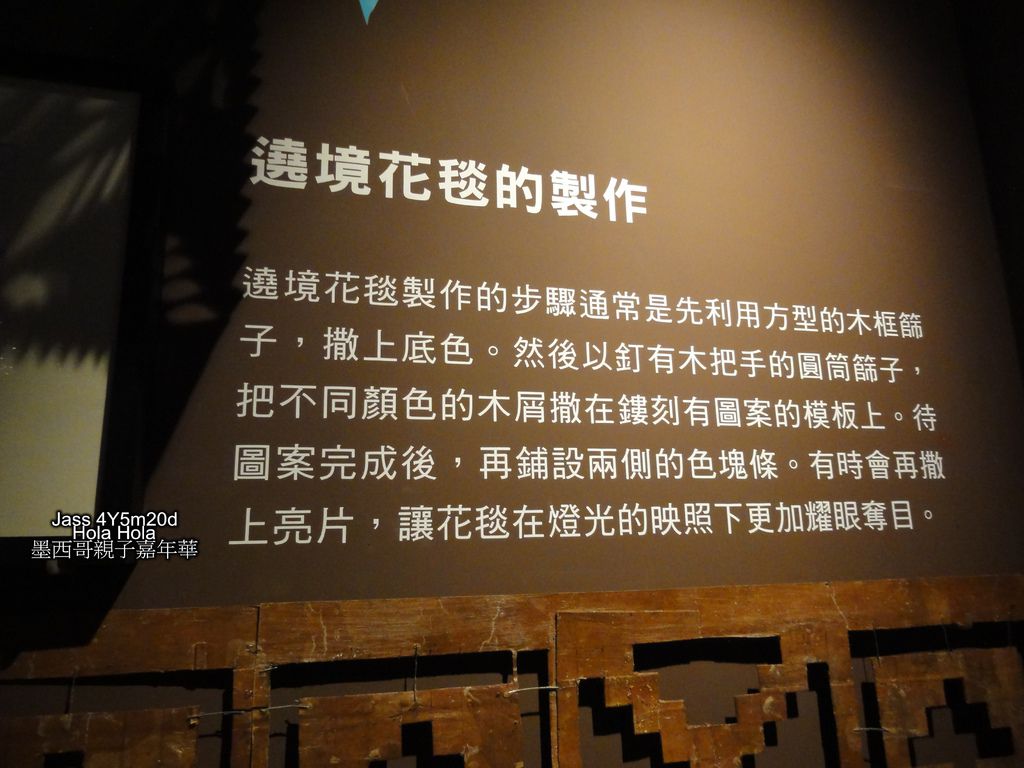 遶境花毯的製作
遶境花毯製作的步驟通常是先利用方型的木框篩
子，撒上底色。然後以釘有木把手的圓筒篩子，
把不同顏色的木屑撒在鏤刻有圖案的模板上。待
圖案完成後，再鋪設兩側的色塊條。有時會再撒
上亮片，讓花毯在燈光的映照下更加耀眼奪目。
Jass 4Y5m20d
Hola Hola
墨西哥親子嘉年華